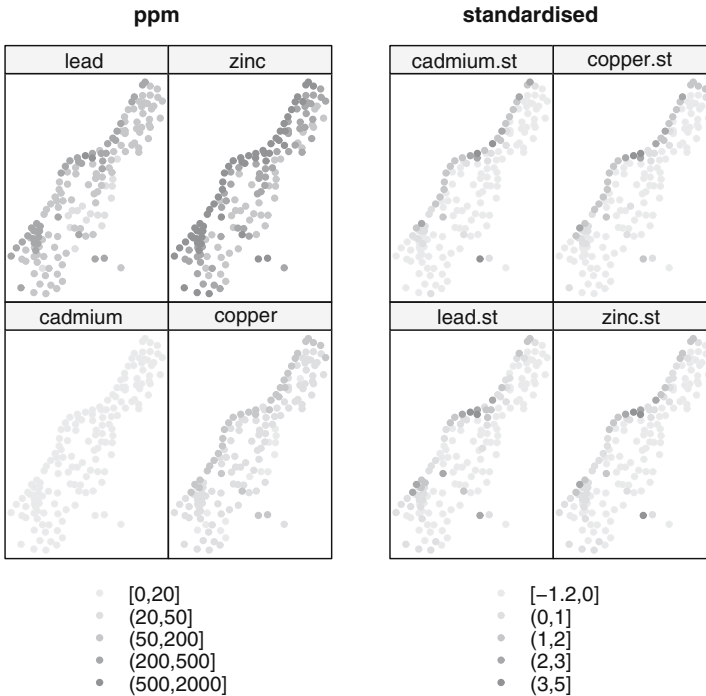 ppm
lead zinc
cadmium copper
[0,20]
(20,50]
(50,200]
(200,500]
(500,2000]
standardised
cadmium.st copper.st
lead.st zinc.st
[−1.2,0]
(0,1]
(1,2]
(2,3]
(3,5]